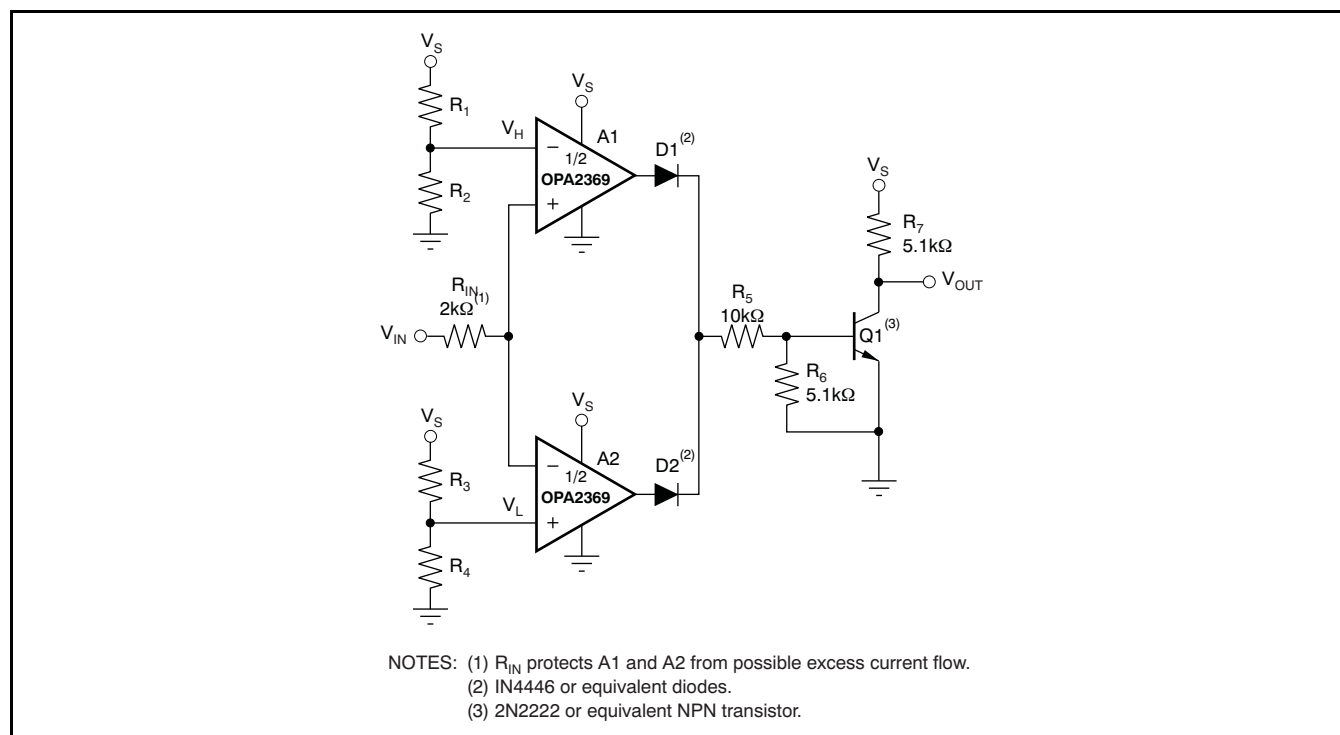 V_S
R_1
R_2
V_H
V_S
A1
−
1/2
OPA2369
+
D1(2)
R_IN
2kΩ(1)
V_IN
V_S
R_7
5.1kΩ
V_OUT
R_5
10kΩ
Q1(3)
R_6
5.1kΩ
V_S
R_3
R_4
V_L
V_S
A2
−
1/2
OPA2369
+
D2(2)
NOTES: (1) R_IN protects A1 and A2 from possible excess current flow.
(2) IN4446 or equivalent diodes.
(3) 2N2222 or equivalent NPN transistor.